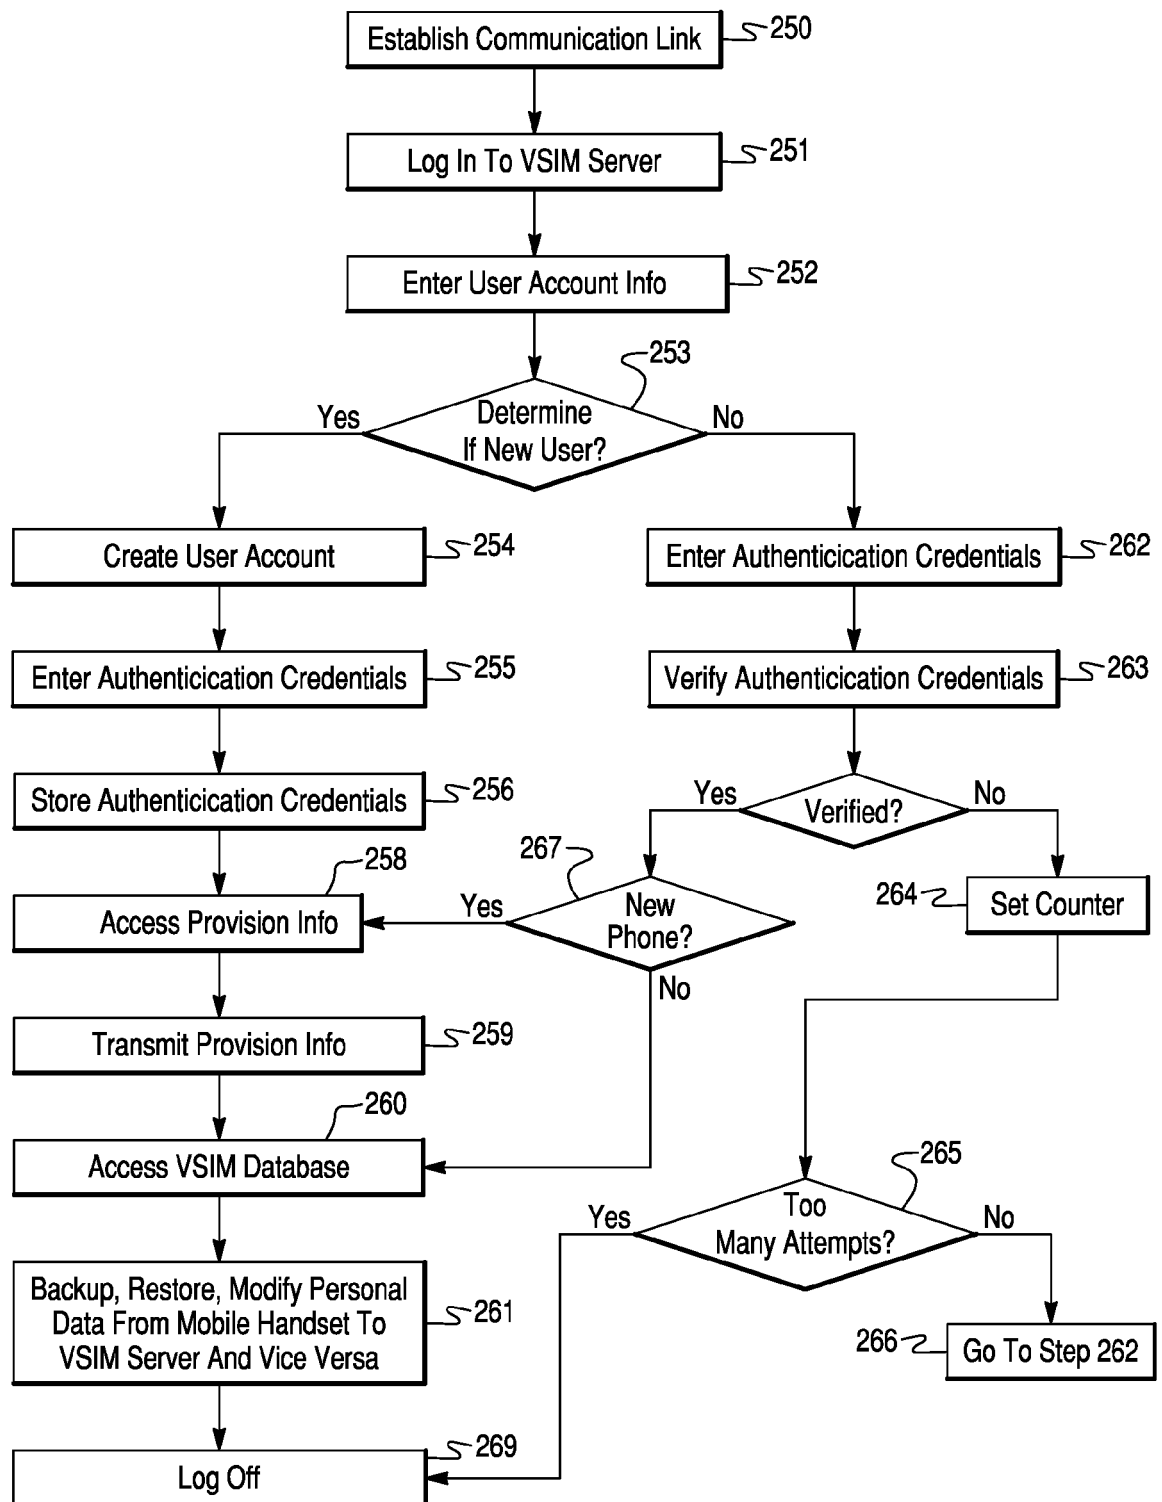 Establish Communication Link
250
Log In To VSIM Server
251
Enter User Account Info
252
253
Yes
Determine
If New User?
No
Create User Account
254
Enter Authenticication Credentials
262
Enter Authenticication Credentials
255
Verify Authenticication Credentials
263
Store Authenticication Credentials
256
Yes
Verified?
No
258
Access Provision Info
Yes
267
New
Phone?
No
264
Set Counter
Transmit Provision Info
259
260
Access VSIM Database
265
Yes
Too
Many Attempts?
No
Backup, Restore, Modify Personal
Data From Mobile Handset To
VSIM Server And Vice Versa
261
266
Go To Step 262
269
Log Off